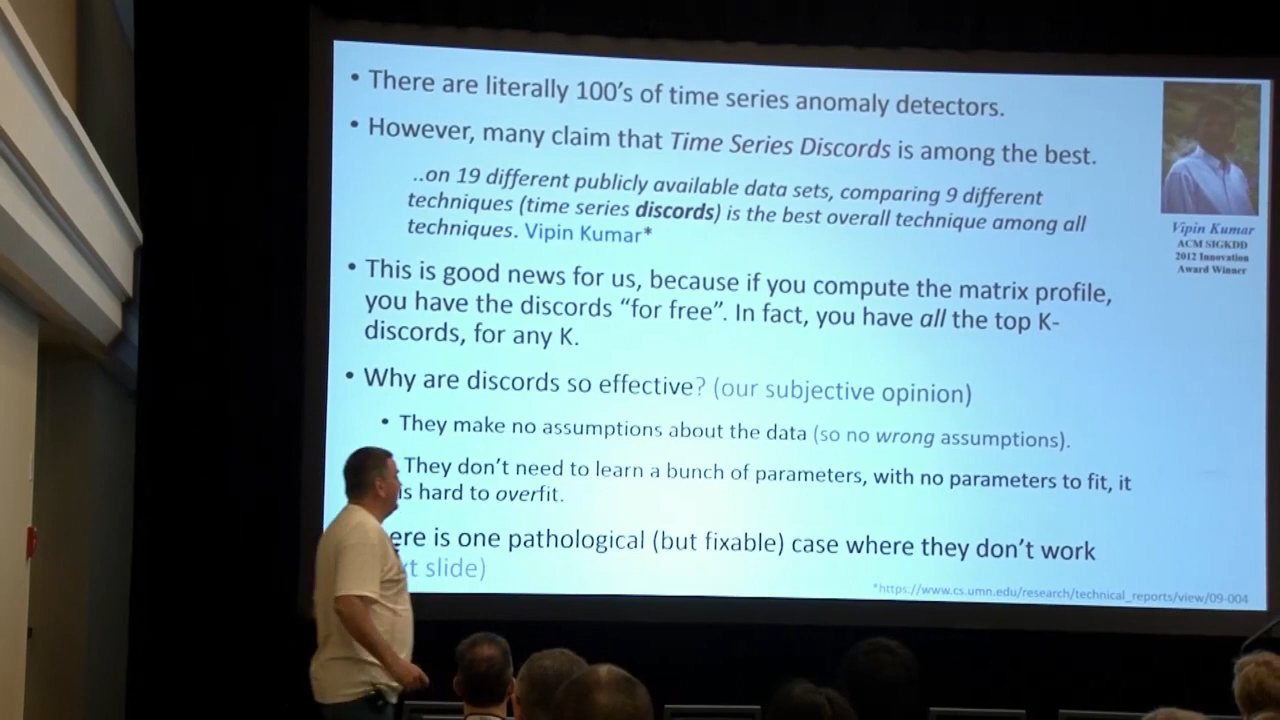 • There are literally 100's of time series anomaly detectors.
• However, many claim that Time Series Discords is among the best.
..on 19 different publicly available data sets, comparing 9 different
techniques (time series discords) is the best overall technique among all
techniques. Vipin Kumar*
Vipin Kumar
ACM SIGKDD
2012 Innovation
Award Winner
• This is good news for us, because if you compute the matrix profile,
you have the discords “for free”. In fact, you have all the top K-
discords, for any K.
• Why are discords so effective? (our subjective opinion)
• They make no assumptions about the data (so no wrong assumptions).
They don't need to learn a bunch of parameters, with no parameters to fit, it
is hard to overfit.
ere is one pathological (but fixable) case where they don't work
t slide)
*https://www.cs.umn.edu/research/technical_reports/view/09-004